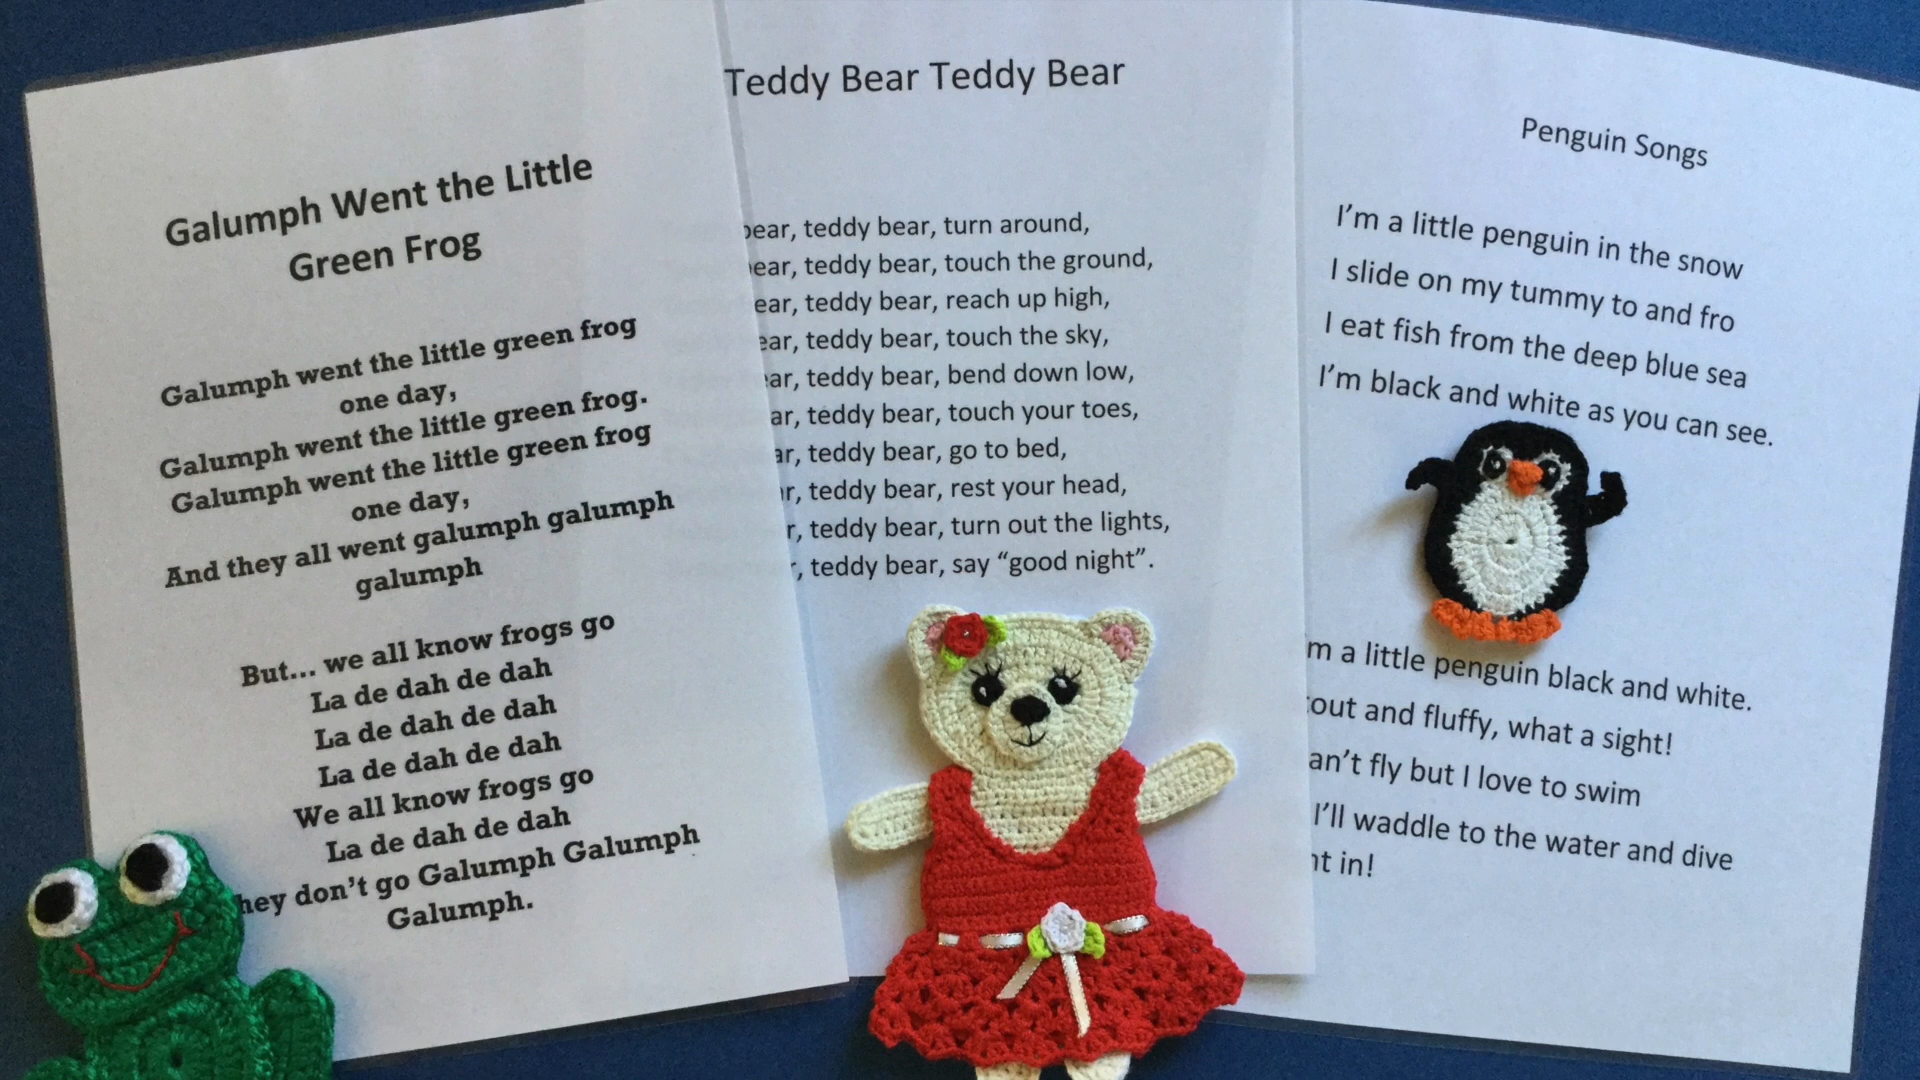 Galumph Went the Little
Green Frog
Galumph went the little green frog
one day,
Galumph went the little green frog.
Galumph went the little green frog
one day,
And they all went galumph galumph
galumph
But... we all know frogs go
La de dah de dah
La de dah de dah
La de dah de dah
We all know frogs go
La de dah de dah
hey don't go Galumph Galumph
Galumph.
Teddy Bear Teddy Bear
bear, teddy bear, turn around,
ear, teddy bear, touch the ground,
ear, teddy bear, reach up high,
ear, teddy bear, touch the sky,
ar, teddy bear, bend down low,
ar, teddy bear, touch your toes,
ar, teddy bear, go to bed,
r, teddy bear, rest your head,
r, teddy bear, turn out the lights,
, teddy bear, say “good night”.
Penguin Songs
I'm a little penguin in the snow
I slide on my tummy to and fro
I eat fish from the deep blue sea
I'm black and white as you can see.
'm a little penguin black and white.
out and fluffy, what a sight!
an't fly but I love to swim
I'll waddle to the water and dive
ht in!